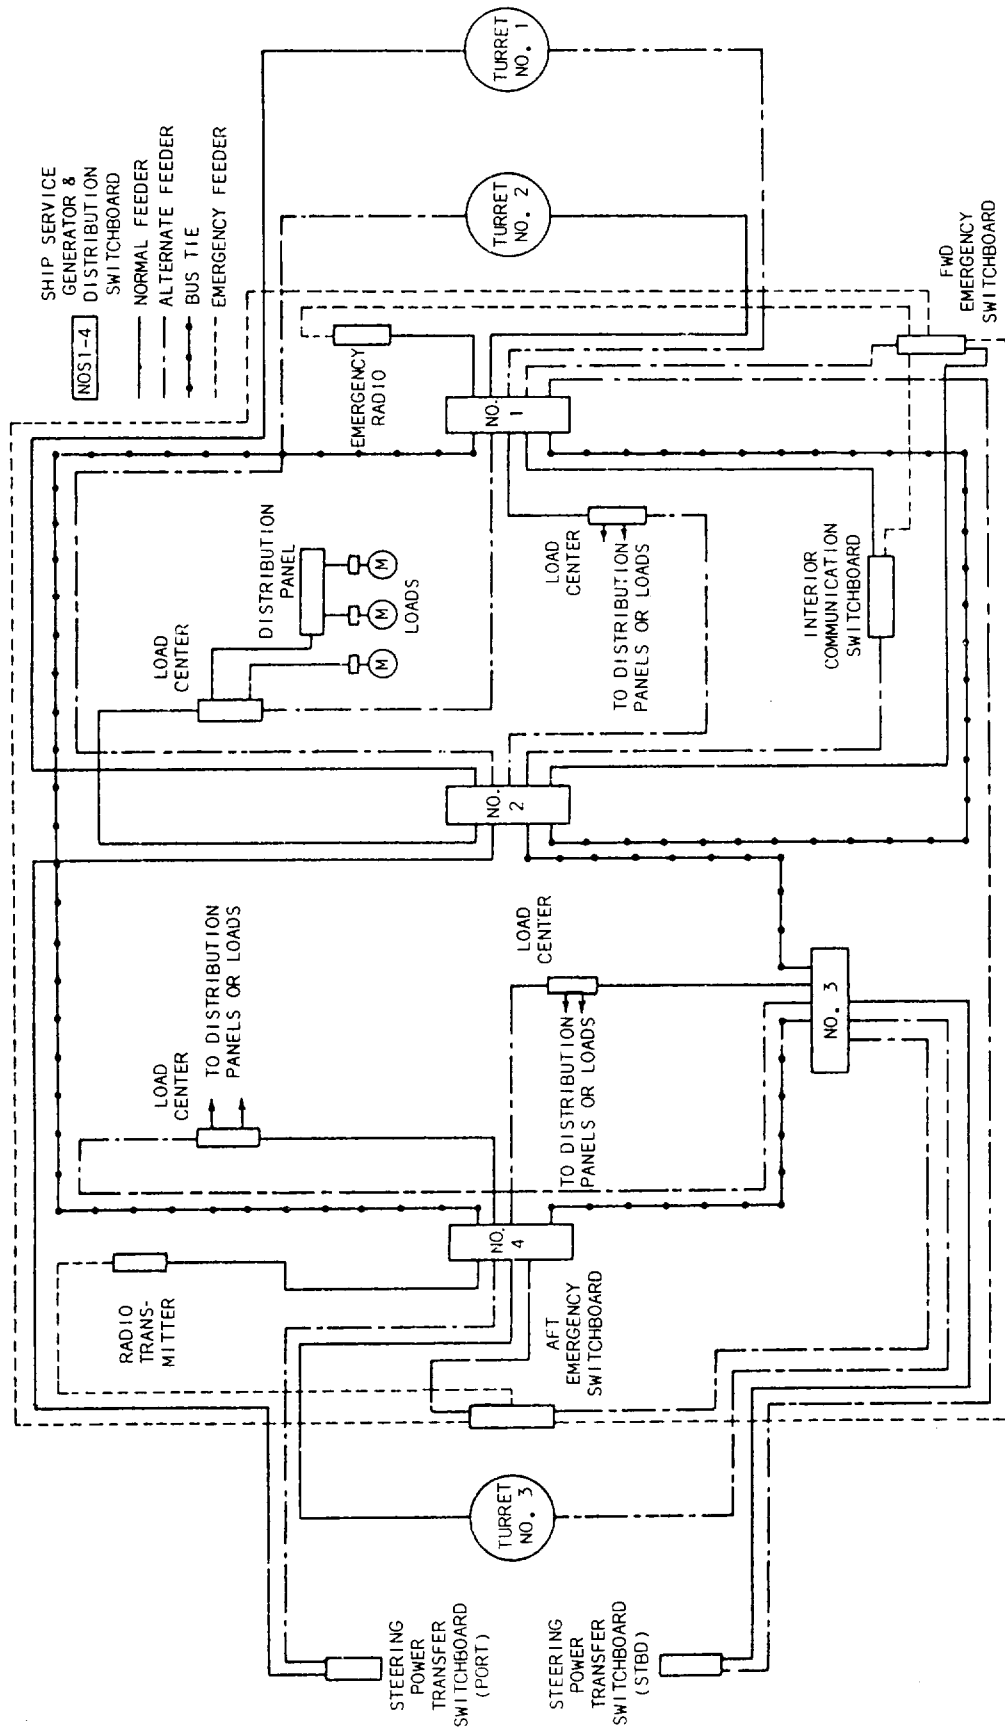 SHIP SERVICE
GENERATOR &
DISTRIBUTION
SWITCHBOARD
NOS1-4
NORMAL FEEDER
ALTERNATE FEEDER
BUS TIE
EMERGENCY FEEDER
TURRET
NO. 1
TURRET
NO. 2
EMERGENCY
RADIO
NO.
1
FWD
EMERGENCY
SWITCHBOARD
LOAD
CENTER
DISTRIBUTION
PANEL
M
M
M
LOADS
LOAD
CENTER
TO DISTRIBUTION
PANELS OR LOADS
INTERIOR
COMMUNICATION
SWITCHBOARD
NO.
2
LOAD
CENTER
TO DISTRIBUTION
PANELS OR LOADS
LOAD
CENTER
TO DISTRIBUTION
PANELS OR LOADS
NO. 3
RADIO
TRANS-
MITTER
NO.
4
AFT
EMERGENCY
SWITCHBOARD
TURRET
NO. 3
STEERING
POWER
TRANSFER
SWITCHBOARD
(PORT)
STEERING
POWER
TRANSFER
SWITCHBOARD
(STBD)